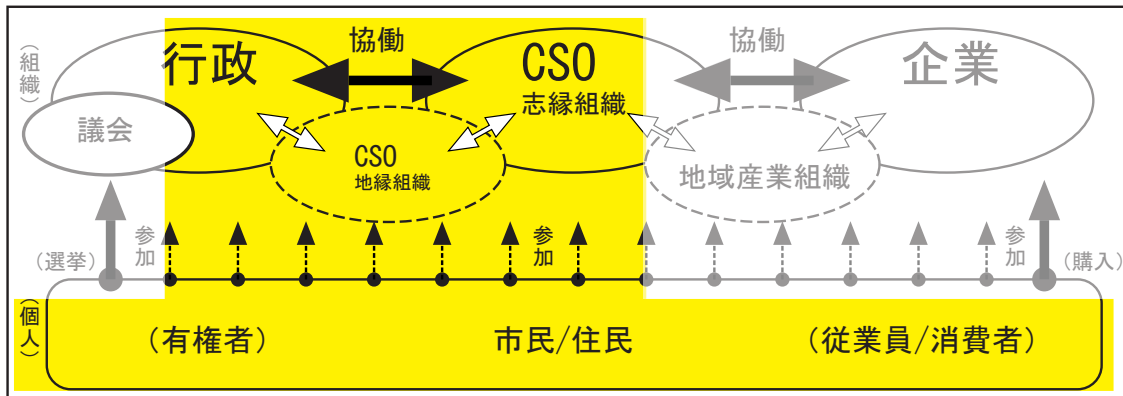 (組織)
行政
協働
CSO
志縁組織
協働
企業
議会
CSO
地縁組織
地域産業組織
(選挙)
参加
参加
参加
(購入)
(個人)
(有権者)
市民/住民
(従業員/消費者)